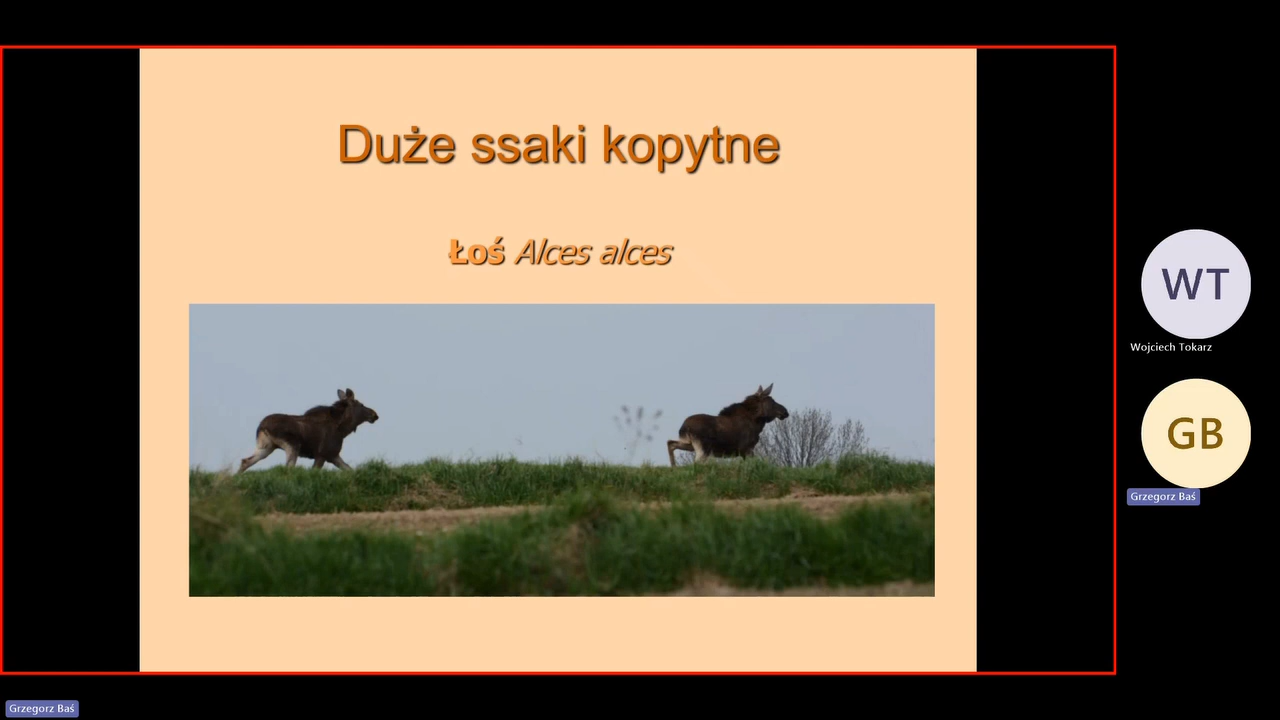 Duże ssaki kopytne
Łoś Alces alces
WT
Wojciech Tokarz
GB
Grzegorz Baś
Grzegorz Baś